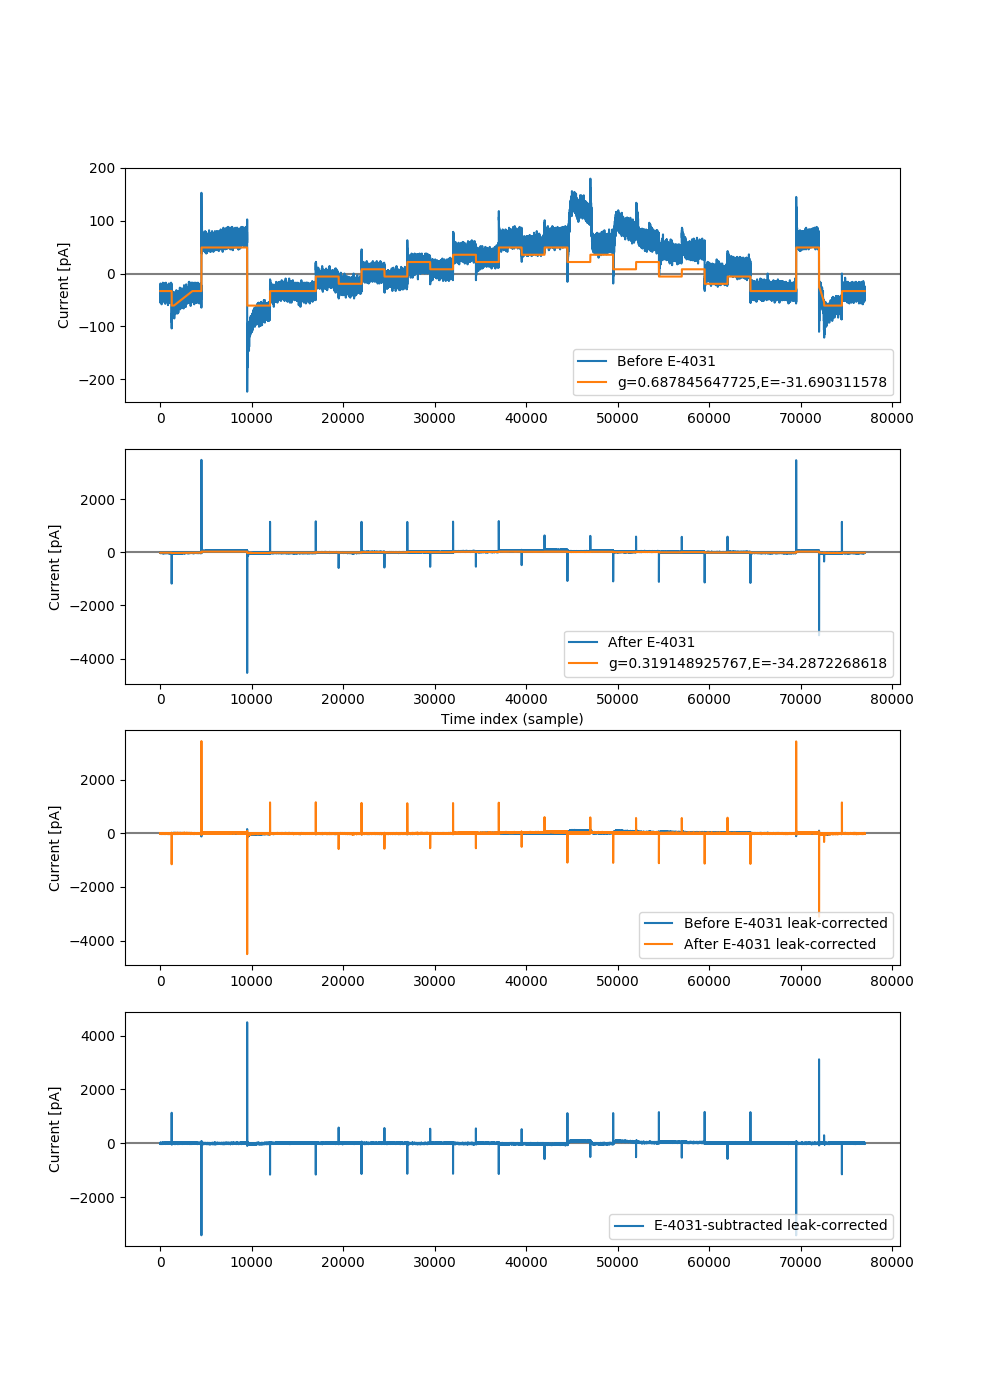 200
100
0
−100
−200
Current [pA]
Before E-4031
g=0.687845647725,E=-31.690311578
0 10000 20000 30000 40000 50000 60000 70000 80000
2000
0
−2000
−4000
Current [pA]
After E-4031
g=0.319148925767,E=-34.2872268618
0 10000 20000 30000 40000 50000 60000 70000 80000
Time index (sample)
2000
0
−2000
−4000
Current [pA]
Before E-4031 leak-corrected
After E-4031 leak-corrected
0 10000 20000 30000 40000 50000 60000 70000 80000
4000
2000
0
−2000
Current [pA]
E-4031-subtracted leak-corrected
0 10000 20000 30000 40000 50000 60000 70000 80000